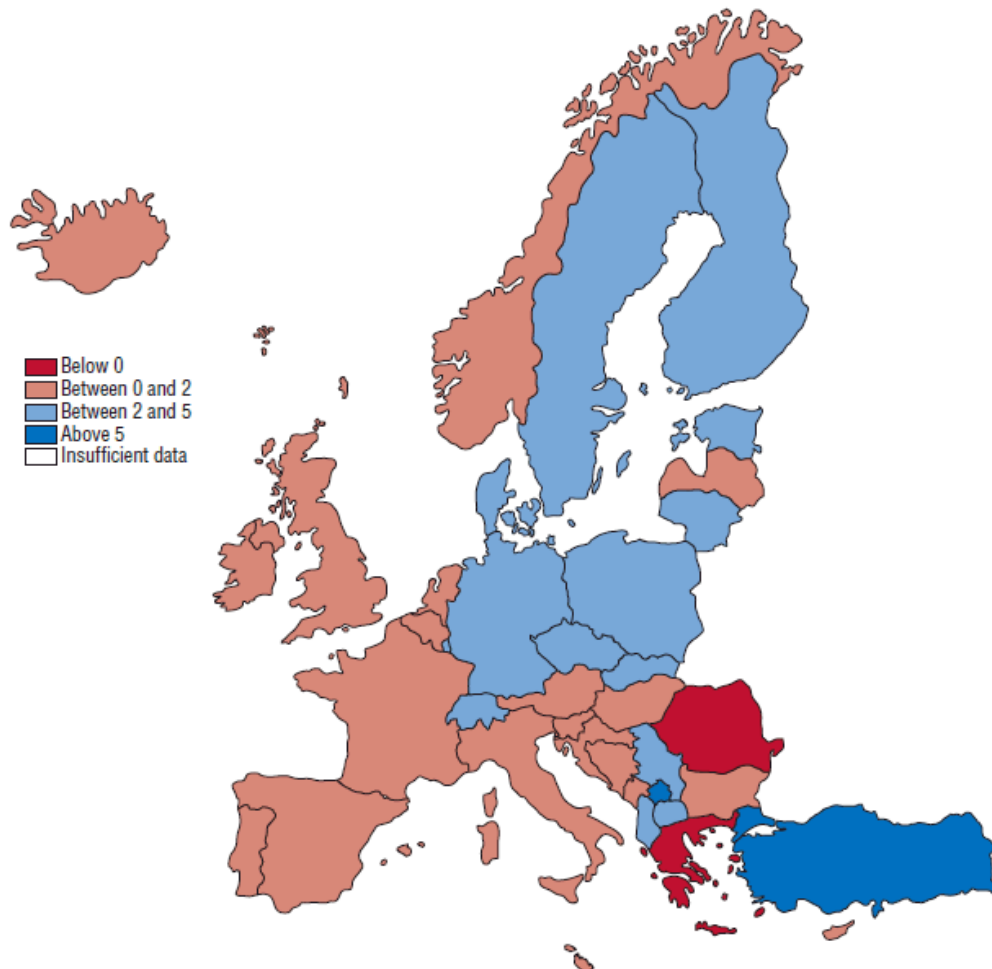 Below 0
Between 0 and 2
Between 2 and 5
Above 5
Insufficient data